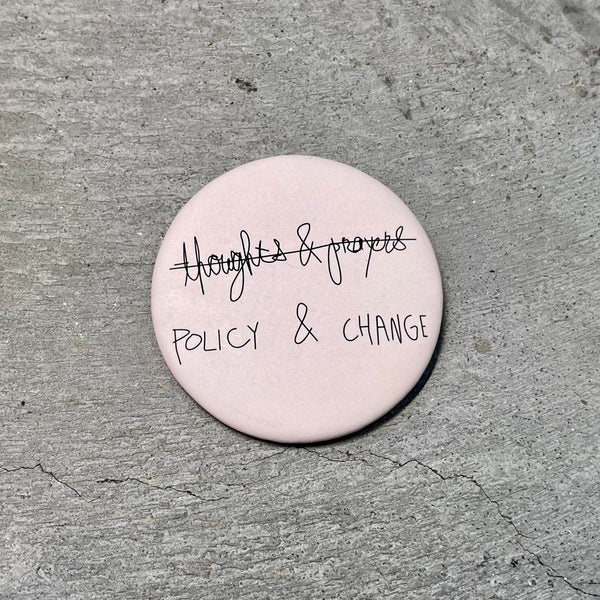 thoughts & prayers
POLICY & CHANGE